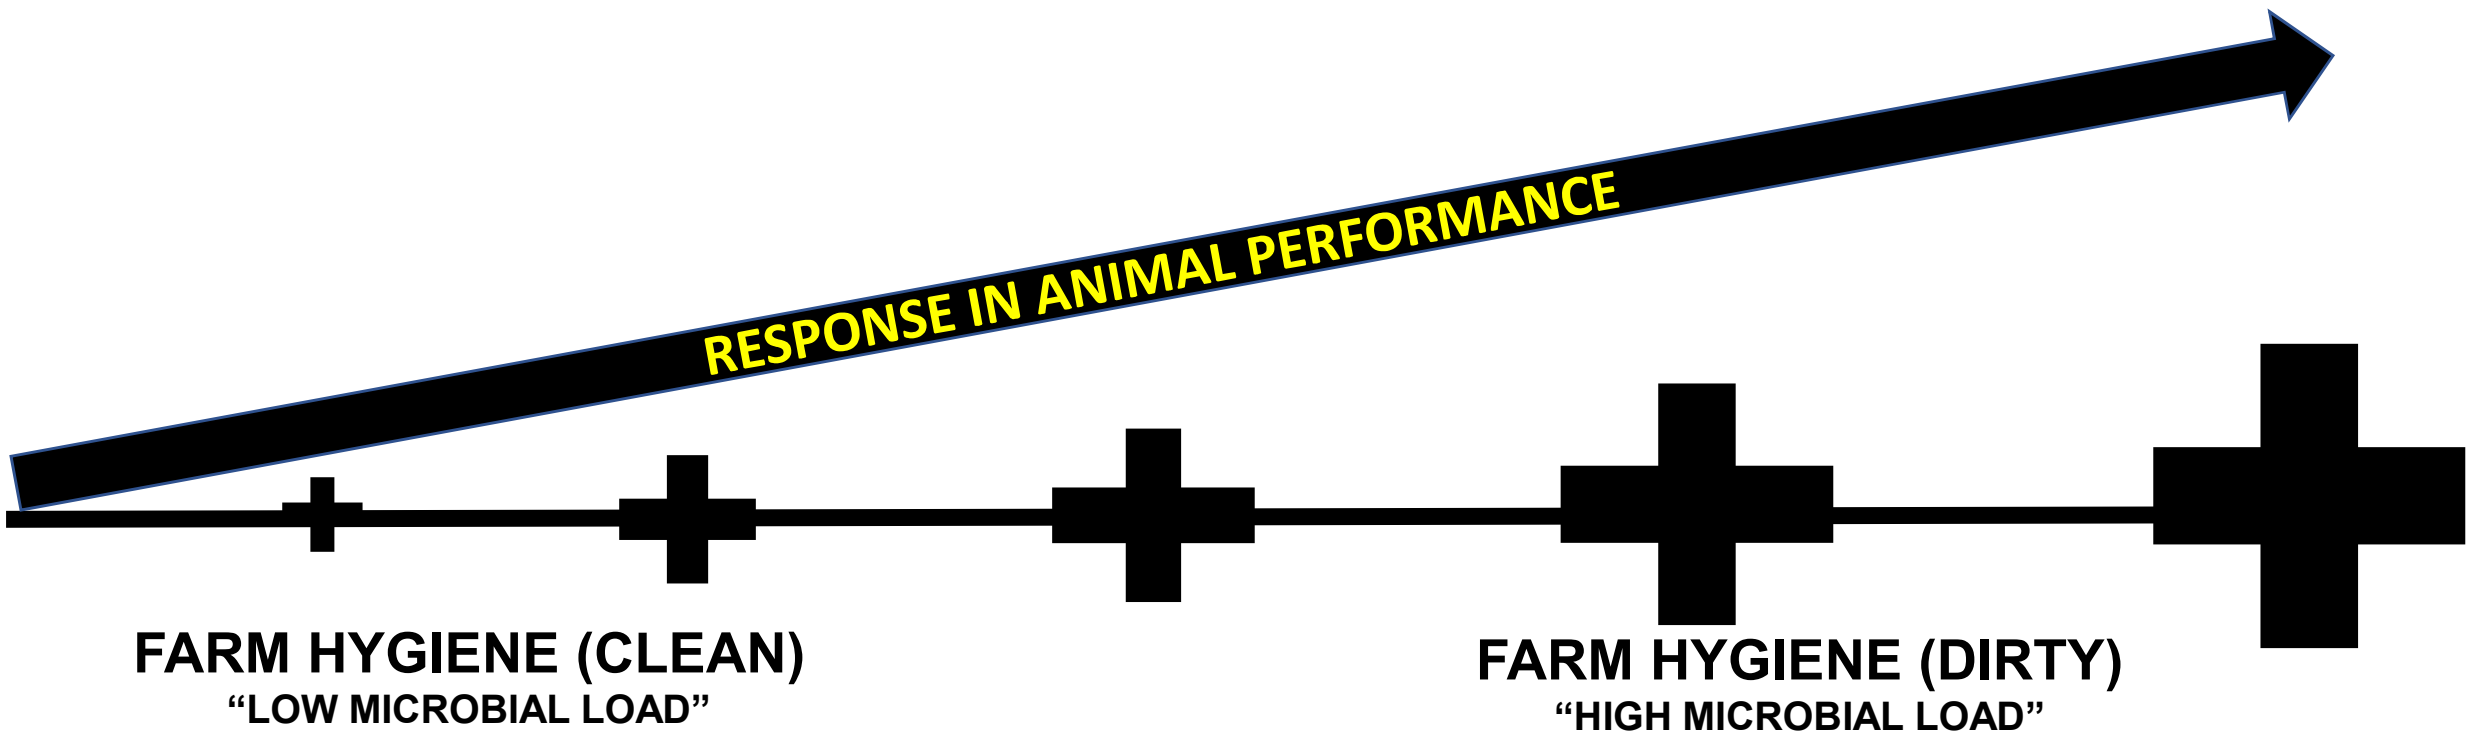 RESPONSE IN ANIMAL PERFORMANCE
FARM HYGIENE (CLEAN)
“LOW MICROBIAL LOAD”
FARM HYGIENE (DIRTY)
“HIGH MICROBIAL LOAD”